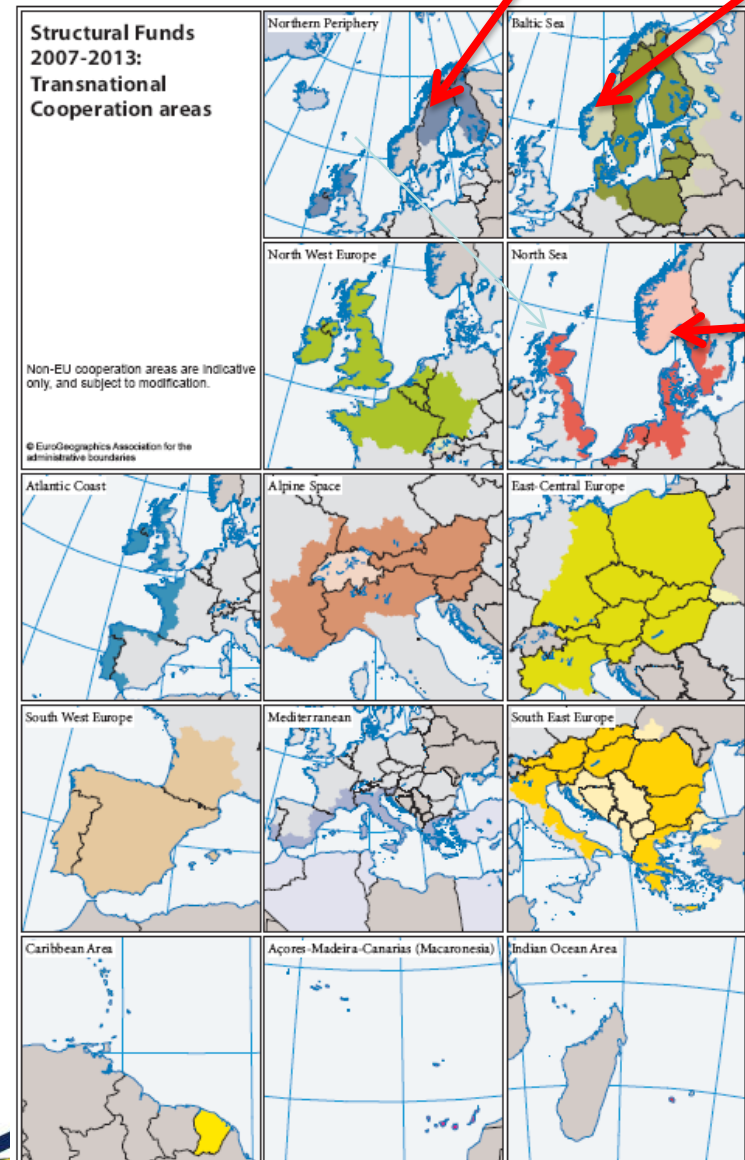 Structural Funds
2007-2013:
Transnational
Cooperation areas
Non-EU cooperation areas are indicative
only, and subject to modification.
© EuroGeographics Association for the
administrative boundaries
Northern Periphery
Baltic Sea
North West Europe
North Sea
Atlantic Coast
Alpine Space
East-Central Europe
South West Europe
Mediterranean
South East Europe
Caribbean Area
Açores-Madeira-Canarias (Macaronesia)
Indian Ocean Area